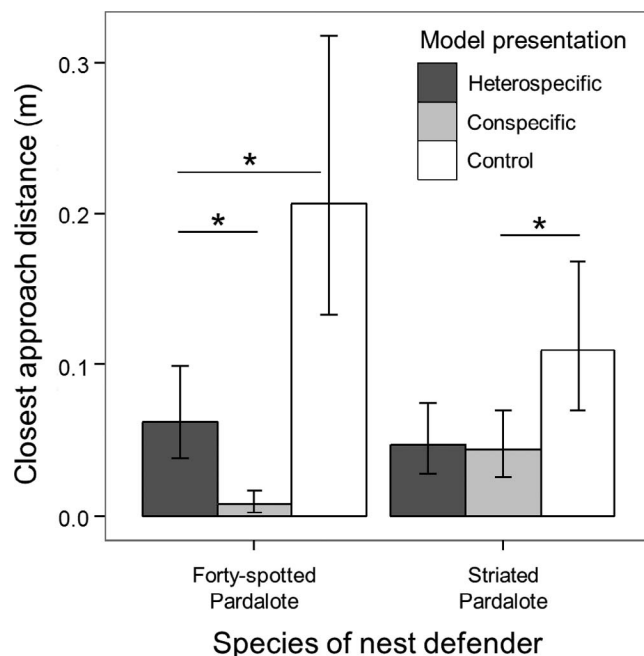 Model presentation
Heterospecific
Conspecific
Control
Closest approach distance (m)
0.3
0.2
0.1
0.0
*
*
*
Forty-spotted
Pardalote
Striated
Pardalote
Species of nest defender